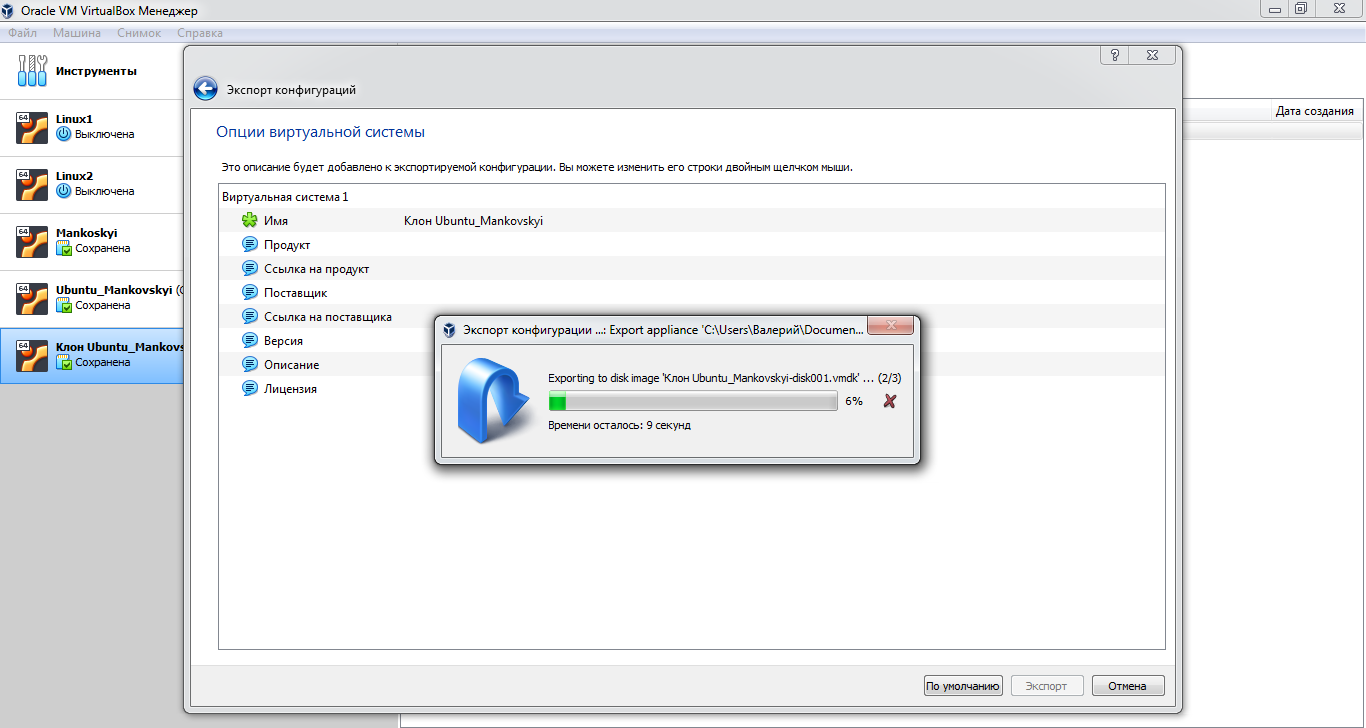 Oracle VM VirtualBox Менеджер
Файл Машина Снимок Справка
Инструменты
64
Linux1
Выключена
64
Linux2
Выключена
64
Mankoskyi
Сохранена
64
Ubuntu_Mankovskyi (
Сохранена
64
Клон Ubuntu_Mankovs
Сохранена
Дата создания
?
Экспорт конфигураций
Опции виртуальной системы
Это описание будет добавлено к экспортируемой конфигурации. Вы можете изменить его строки двойным щелчком мыши.
Виртуальная система 1
Имя Клон Ubuntu_Mankovskyi
Продукт
Ссылка на продукт
Поставщик
Ссылка на поставщика
Версия
Описание
Лицензия
Экспорт конфигурации ...: Export appliance 'C:\Users\Валерий\Documen...
Exporting to disk image 'Клон Ubuntu_Mankovskyi-disk001.vmdk' ... (2/3)
6%
Времени осталось: 9 секунд
По умолчанию Экспорт Отмена